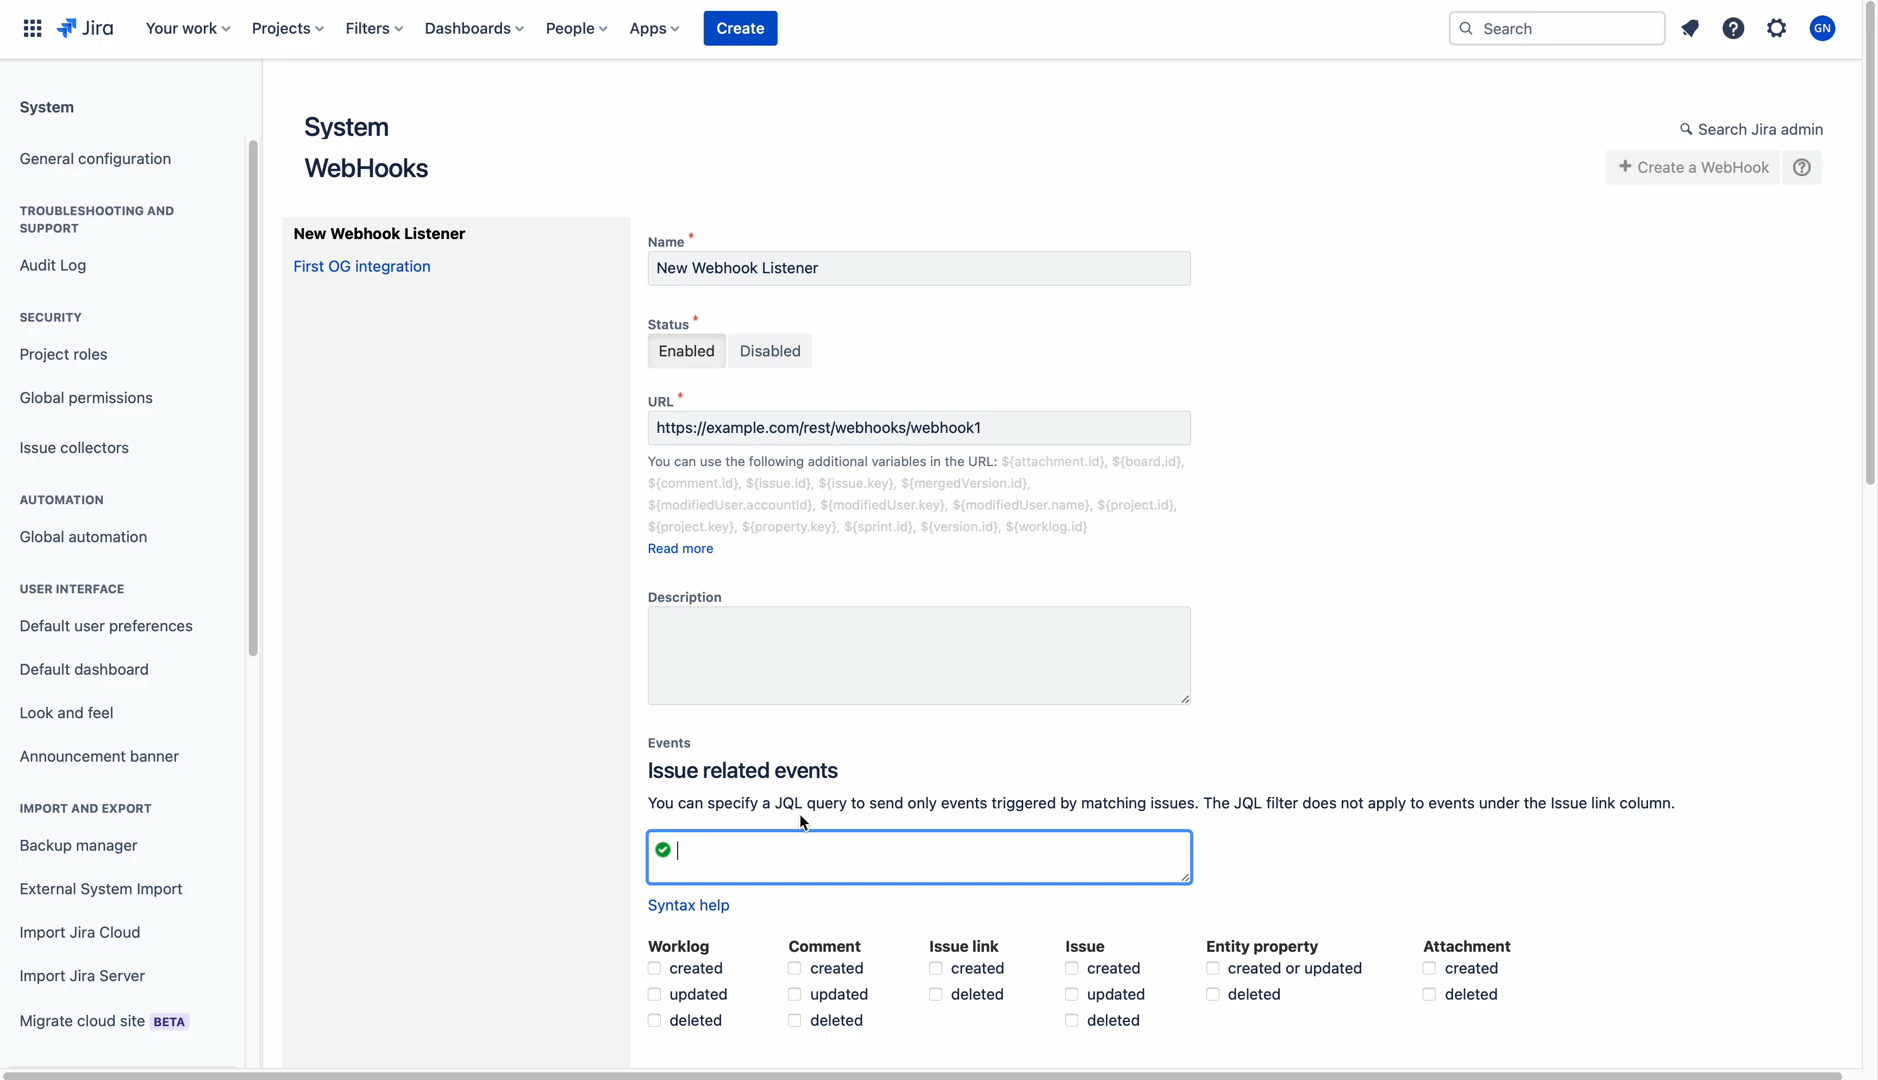 Jira
Your work
Projects
Filters
Dashboards
People
Apps
Create
Search
GN
System
General configuration
TROUBLESHOOTING AND
SUPPORT
Audit Log
SECURITY
Project roles
Global permissions
Issue collectors
AUTOMATION
Global automation
USER INTERFACE
Default user preferences
Default dashboard
Look and feel
Announcement banner
IMPORT AND EXPORT
Backup manager
External System Import
Import Jira Cloud
Import Jira Server
Migrate cloud site BETA
System
WebHooks
Search Jira admin
+ Create a WebHook
New Webhook Listener
First OG integration
Name *
New Webhook Listener
Status *
Enabled Disabled
URL *
https://example.com/rest/webhooks/webhook1
You can use the following additional variables in the URL: ${attachment.id}, ${board.id},
${comment.id}, ${issue.id}, ${issue.key}, ${mergedVersion.id},
${modifiedUser.accountId}, ${modifiedUser.key}, ${modifiedUser.name}, ${project.id},
${project.key}, ${property.key}, ${sprint.id}, ${version.id}, ${worklog.id}
Read more
Description
Events
Issue related events
You can specify a JQL query to send only events triggered by matching issues. The JQL filter does not apply to events under the Issue link column.
Syntax help
Worklog Comment Issue link Issue Entity property Attachment
created created created created created or updated created
updated updated deleted updated deleted deleted
deleted deleted deleted